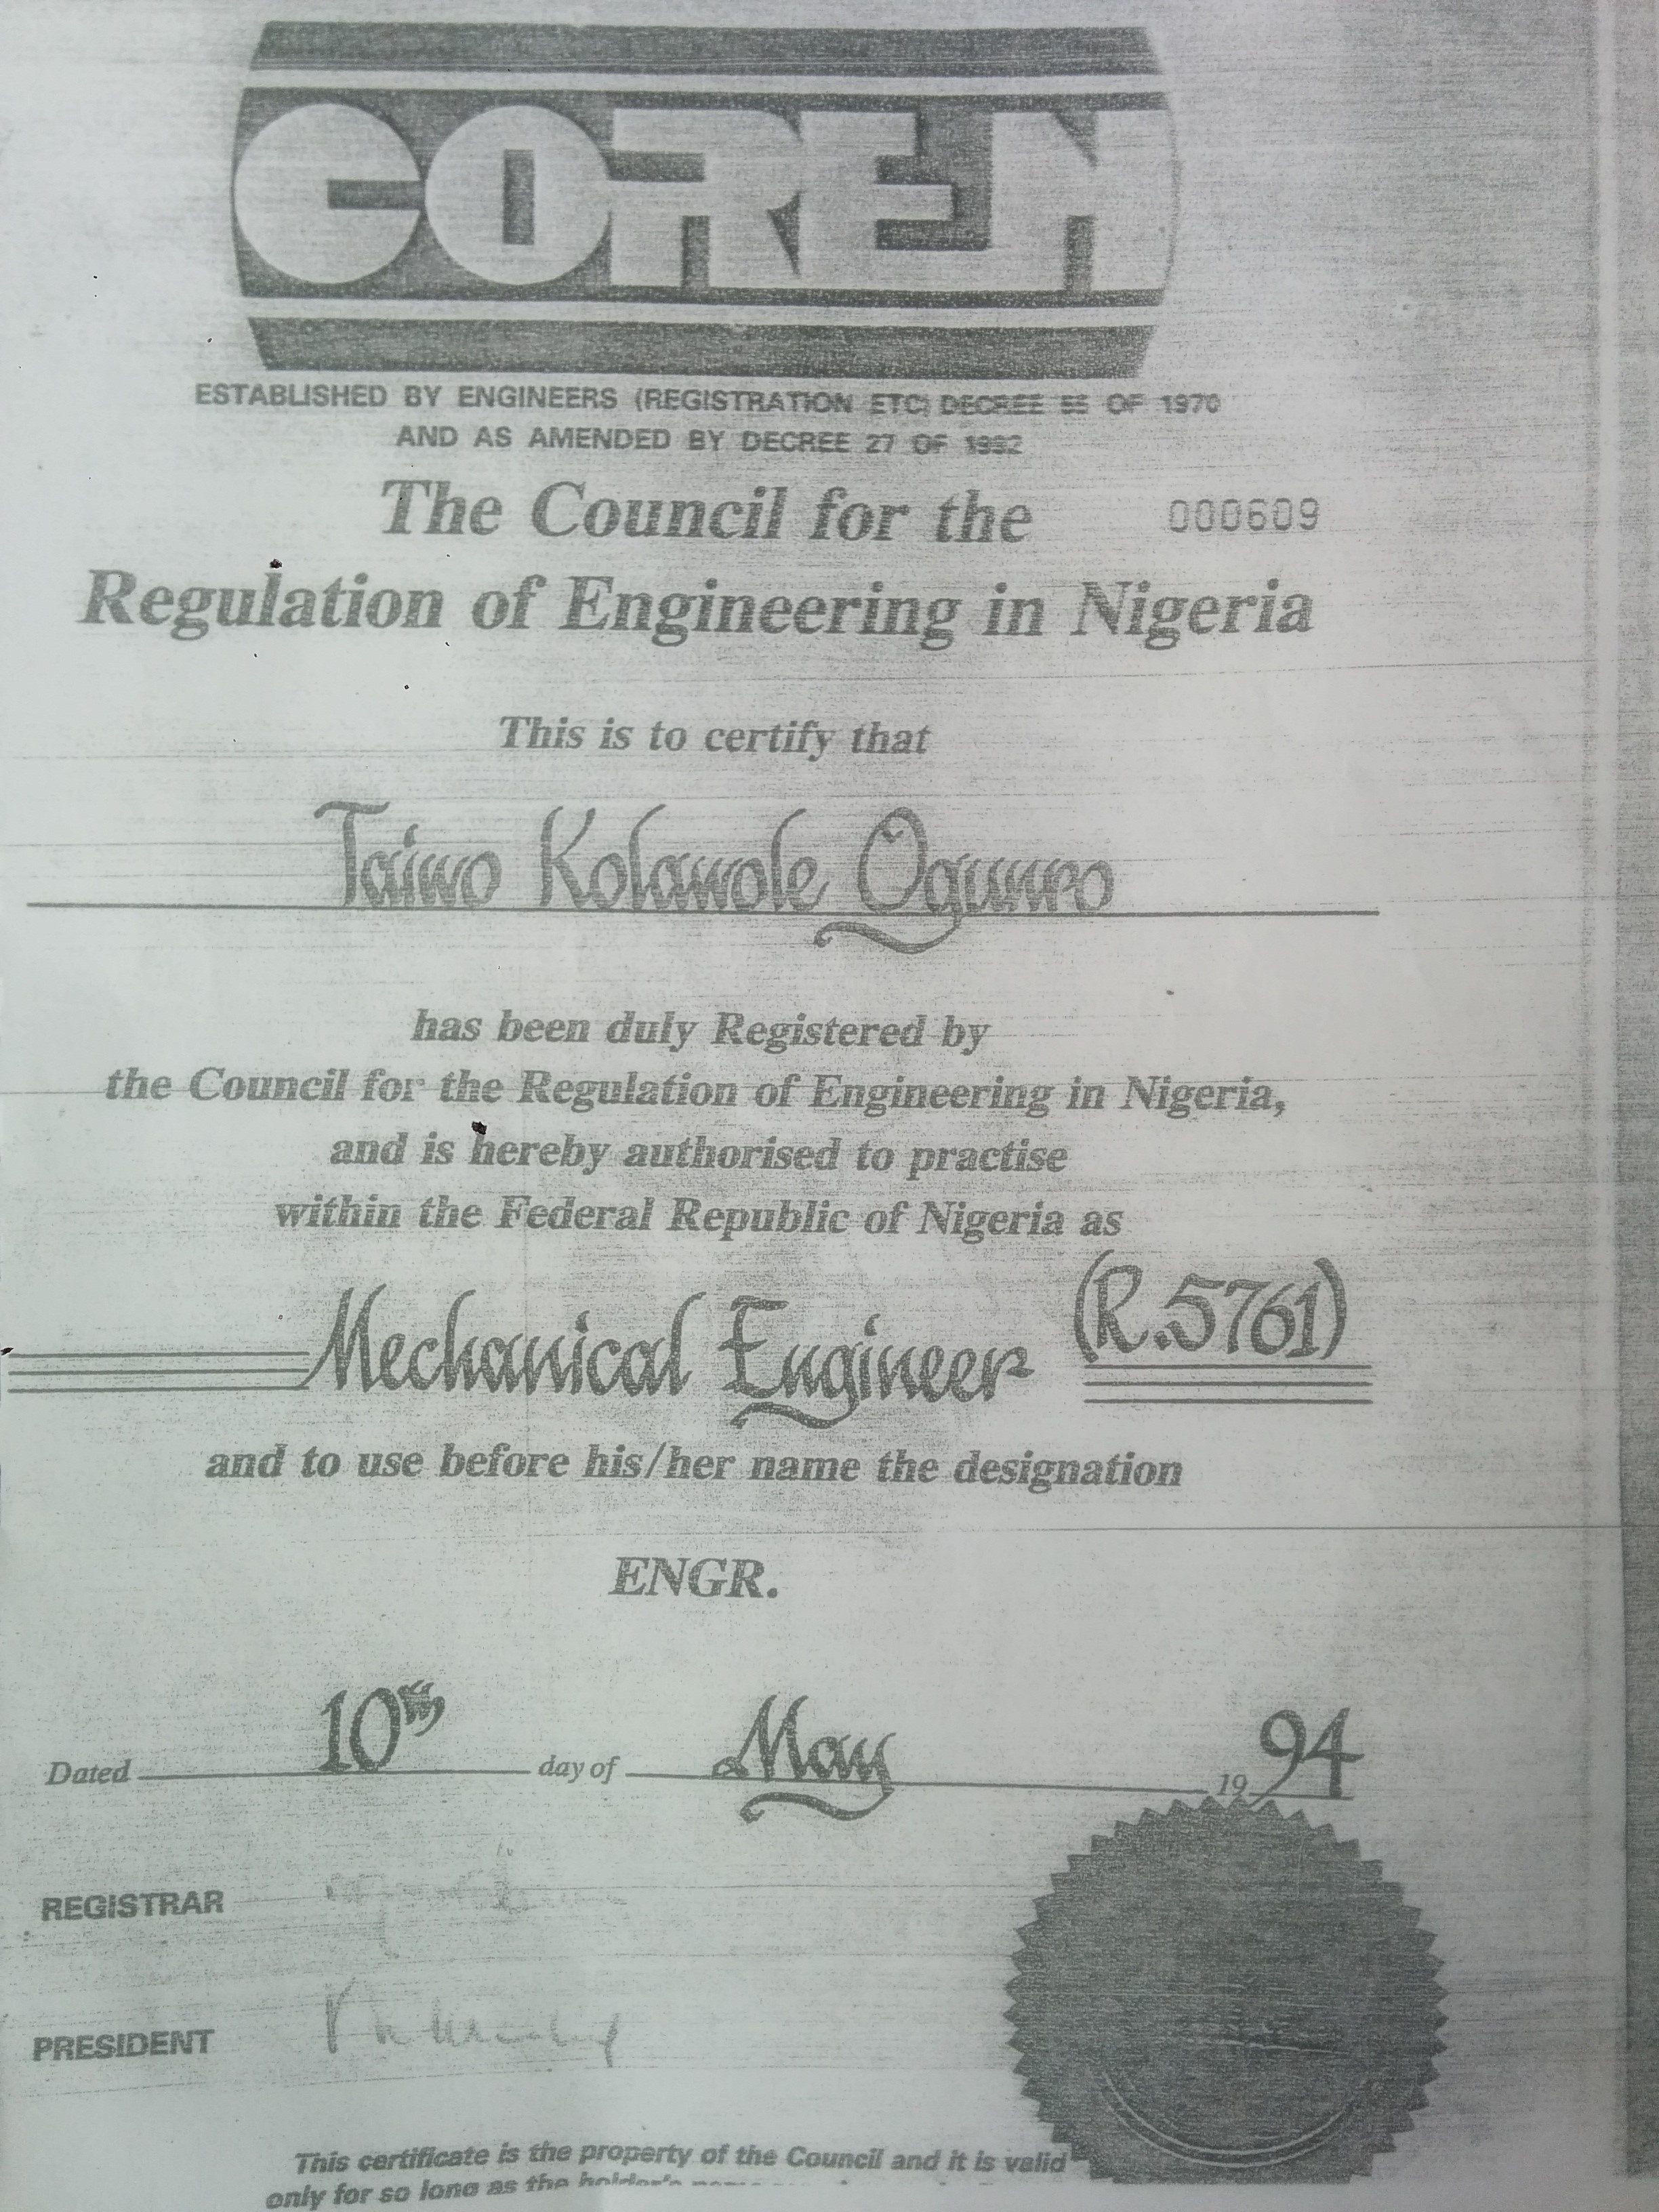 COREN
ESTABLISHED BY ENGINEERS (REGISTRATION ETC) DECREE 55 OF 1970
AND AS AMENDED BY DECREE 27 OF 1992
The Council for the 000609
Regulation of Engineering in Nigeria
This is to certify that
Taiwo Kolawole Ogunro
has been duly Registered by
the Council for the Regulation of Engineering in Nigeria,
and is hereby authorised to practise
within the Federal Republic of Nigeria as
Mechanical Engineer (R.5761)
and to use before his/her name the designation
ENGR.
Dated 10th day of May 1994
REGISTRAR
PRESIDENT
This certificate is the property of the Council and it is valid
only for so long as the holder's